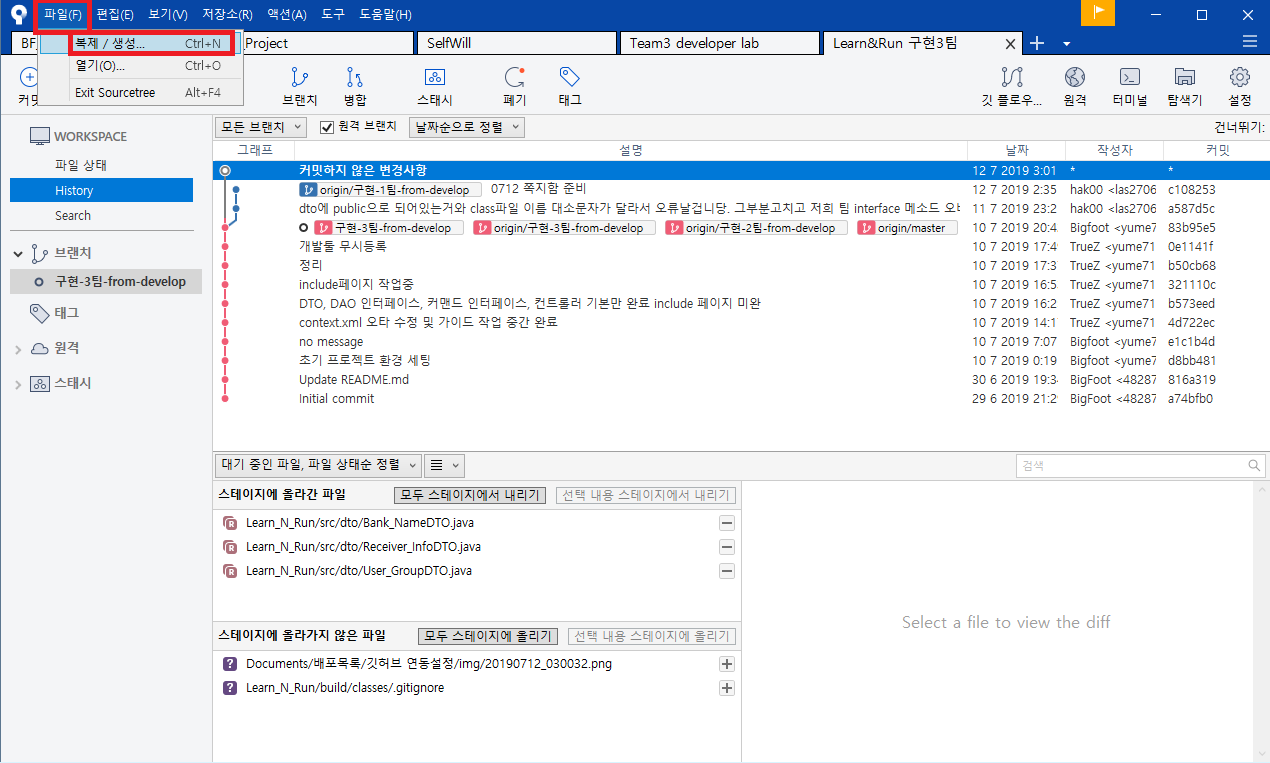 파일(F) 편집(E) 보기(V) 저장소(R) 액션(A) 도구 도움말(H)
BF Project SelfWill Team3 developer lab Learn&Run 구현3팀
복제 / 생성... Ctrl+N
열기(O)... Ctrl+O
Exit Sourcetree Alt+F4
커밋 브랜치 병합 스태시 폐기 태그 깃 플로우... 원격 터미널 탐색기 설정
WORKSPACE
파일 상태
History
Search
브랜치
구현-3팀-from-develop
태그
원격
스태시
모든 브랜치 원격 브랜치 날짜순으로 정렬 건너뛰기:
그래프 설명 날짜 작성자 커밋
커밋하지 않은 변경사항 12 7 2019 3:01 * *
origin/구현-1팀-from-develop 0712 쪽지함 준비 12 7 2019 2:35 hak00 <las2706 c108253
dto에 public으로 되어있는거와 class파일 이름 대소문자가 달라서 오류날겁니당. 그부분고치고 저희 팀 interface 메소드 오버 11 7 2019 23:2 hak00 <las2706 a587d5c
구현-3팀-from-develop origin/구현-3팀-from-develop origin/구현-2팀-from-develop origin/master 10 7 2019 20:4 Bigfoot <yume7 83b95e5
개발툴 무시등록 10 7 2019 17:4 TrueZ <yume71 0e1141f
정리 10 7 2019 17:3 TrueZ <yume71 b50cb68
include페이지 작업중 10 7 2019 16:5 TrueZ <yume71 321110c
DTO, DAO 인터페이스, 커맨드 인터페이스, 컨트롤러 기본만 완료 include 페이지 미완 10 7 2019 16:2 TrueZ <yume71 b573eed
context.xml 오타 수정 및 가이드 작업 중간 완료 10 7 2019 14:1 TrueZ <yume71 4d722ec
no message 10 7 2019 7:07 Bigfoot <yume7 e1c1b4d
초기 프로젝트 환경 세팅 10 7 2019 0:19 Bigfoot <yume7 d8bb481
Update README.md 30 6 2019 19:3 BigFoot <48287 816a319
Initial commit 29 6 2019 21:2 BigFoot <48287 a74bfb0
대기 중인 파일, 파일 상태순 정렬 검색
스테이지에 올라간 파일 모두 스테이지에서 내리기 선택 내용 스테이지에서 내리기
Learn_N_Run/src/dto/Bank_NameDTO.java
Learn_N_Run/src/dto/Receiver_InfoDTO.java
Learn_N_Run/src/dto/User_GroupDTO.java
Select a file to view the diff
스테이지에 올라가지 않은 파일 모두 스테이지에 올리기 선택 내용 스테이지에 올리기
Documents/배포목록/깃허브 연동설정/img/20190712_030032.png
Learn_N_Run/build/classes/.gitignore